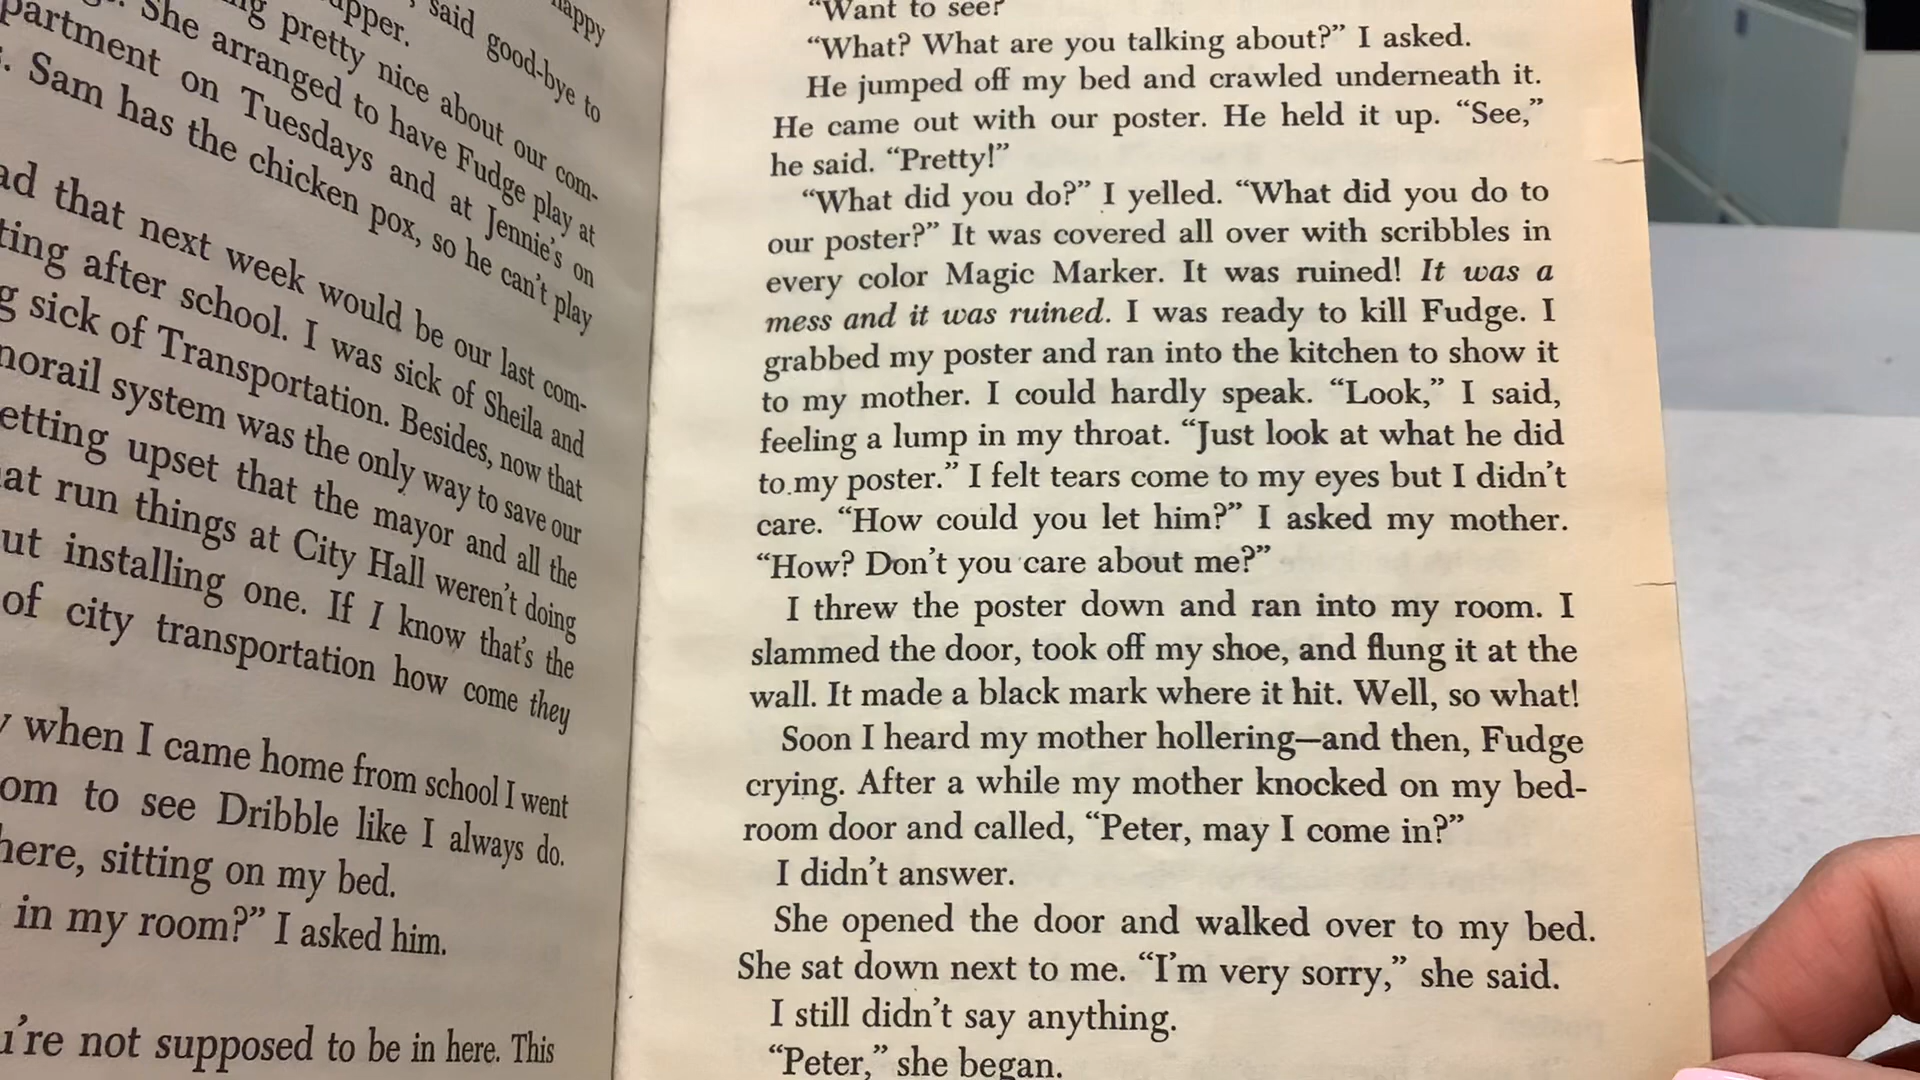 happy
said good-bye to
upper.
pretty nice about our com-
She arranged to have Fudge play at
partment on Tuesdays and at Jennie's on
Sam has the chicken pox, so he can't play
that next week would be our last com-
after school. I was sick of Sheila and
sick of Transportation. Besides, now that
system was the only way to save our
upset that the mayor and all the
run things at City Hall weren't doing
installing one. If I know that's the
of city transportation how come they
when I came home from school I went
to see Dribble like I always do.
sitting on my bed.
in my room?" I asked him.
not supposed to be in here. This
“Want to see?
“What? What are you talking about?” I asked.
He jumped off my bed and crawled underneath it.
He came out with our poster. He held it up. “See,”
he said. “Pretty!”
“What did you do?” I yelled. “What did you do to
our poster?” It was covered all over with scribbles in
every color Magic Marker. It was ruined! It was a
mess and it was ruined. I was ready to kill Fudge. I
grabbed my poster and ran into the kitchen to show it
to my mother. I could hardly speak. “Look,” I said,
feeling a lump in my throat. “Just look at what he did
to my poster.” I felt tears come to my eyes but I didn't
care. “How could you let him?” I asked my mother.
“How? Don't you care about me?”
I threw the poster down and ran into my room. I
slammed the door, took off my shoe, and flung it at the
wall. It made a black mark where it hit. Well, so what!
Soon I heard my mother hollering—and then, Fudge
crying. After a while my mother knocked on my bed-
room door and called, “Peter, may I come in?”
I didn't answer.
She opened the door and walked over to my bed.
She sat down next to me. “I'm very sorry,” she said.
I still didn't say anything.
“Peter,” she began.